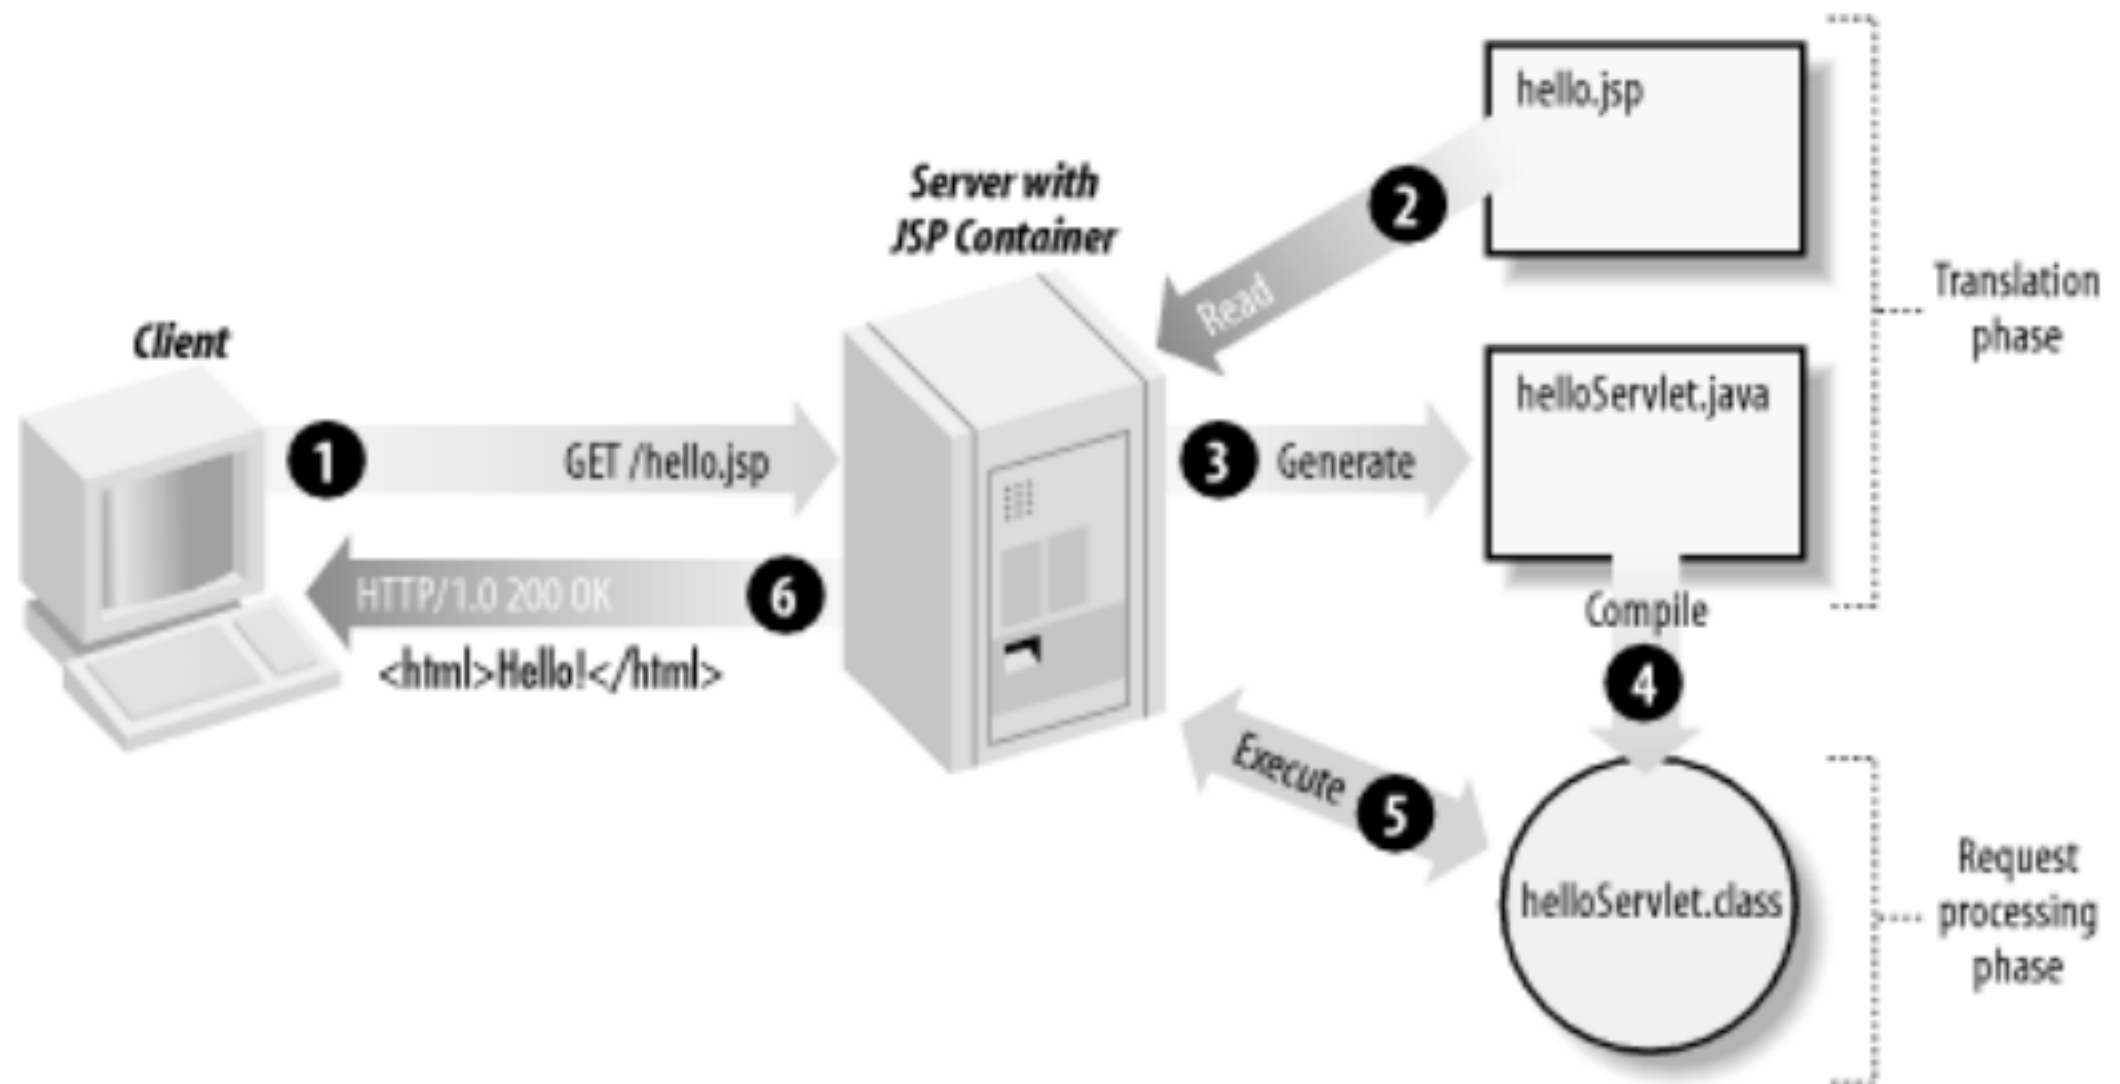 hello.jsp
Server with
JSP Container
2
Read
Translation
phase
Client
helloServlet.java
1
GET /hello.jsp
3
Generate
HTTP/1.0 200 OK
6
<html>Hello!</html>
Compile
4
Execute
5
helloServlet.class
Request
processing
phase